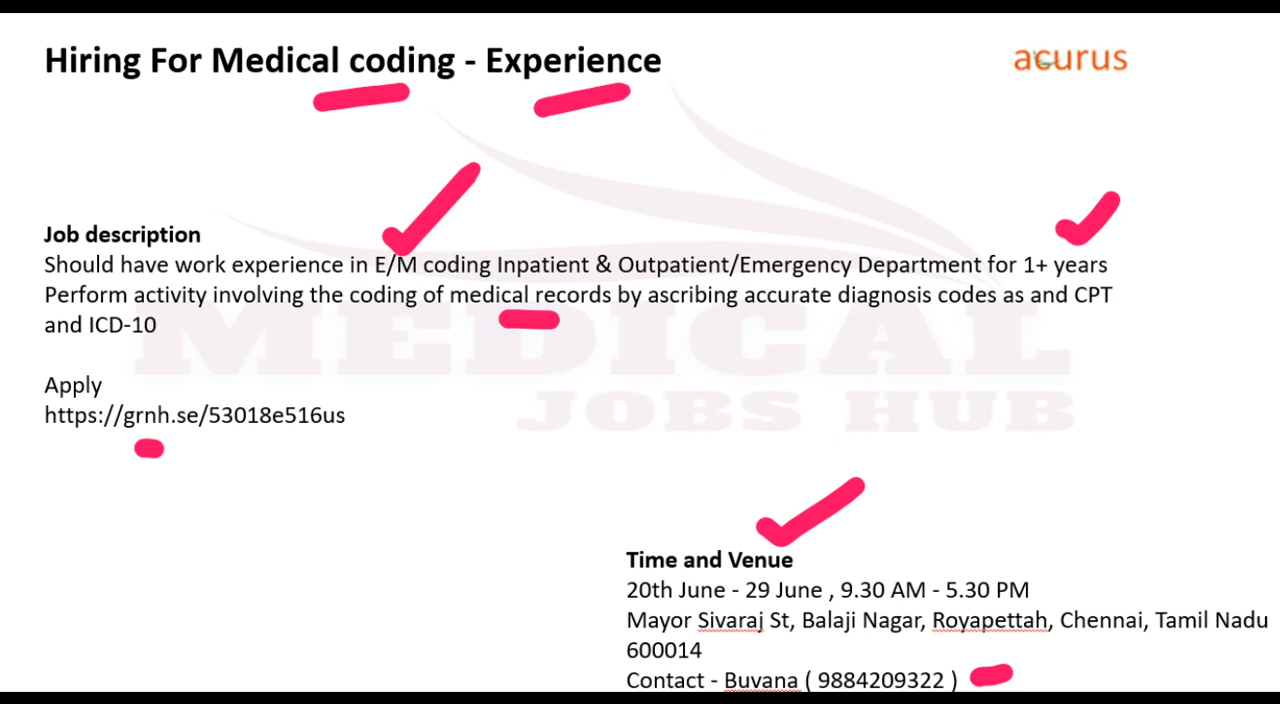 Hiring For Medical coding - Experience
acurus
Job description
Should have work experience in E/M coding Inpatient & Outpatient/Emergency Department for 1+ years
Perform activity involving the coding of medical records by ascribing accurate diagnosis codes as and CPT
and ICD-10
MEDICAL
JOBS HUB
Apply
https://grnh.se/53018e516us
Time and Venue
20th June - 29 June , 9.30 AM - 5.30 PM
Mayor Sivaraj St, Balaji Nagar, Royapettah, Chennai, Tamil Nadu
600014
Contact - Buvana ( 9884209322 )